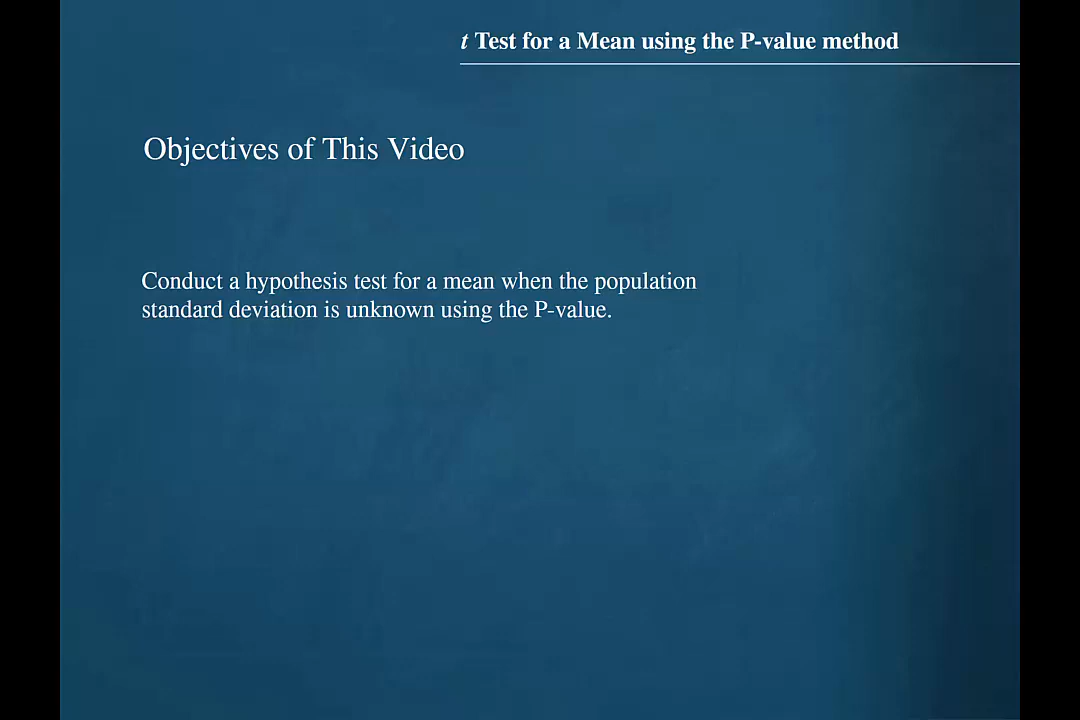 t Test for a Mean using the P-value method
Objectives of This Video
Conduct a hypothesis test for a mean when the population
standard deviation is unknown using the P-value.